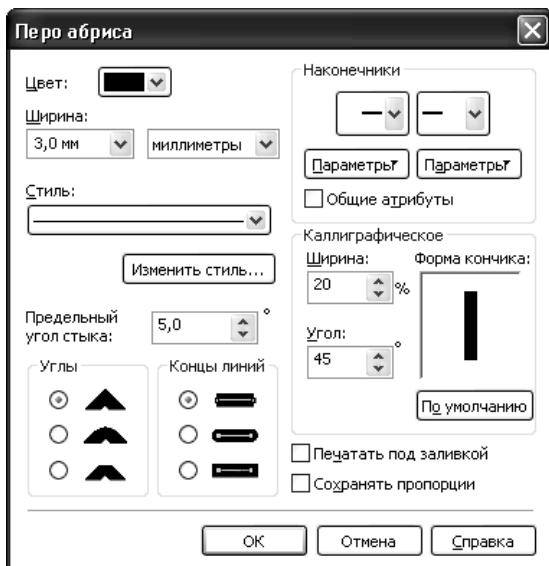 Перо абриса
Цвет:
Ширина:
3,0 мм
миллиметры
Стиль:
Изменить стиль...
Предельный
угол стыка:
5,0
°
Углы
Концы линий
Наконечники
Параметры
Параметры
Общие атрибуты
Каллиграфическое
Ширина:
20
%
Угол:
45
°
Форма кончика:
По умолчанию
Печатать под заливкой
Сохранять пропорции
ОК
Отмена
Справка